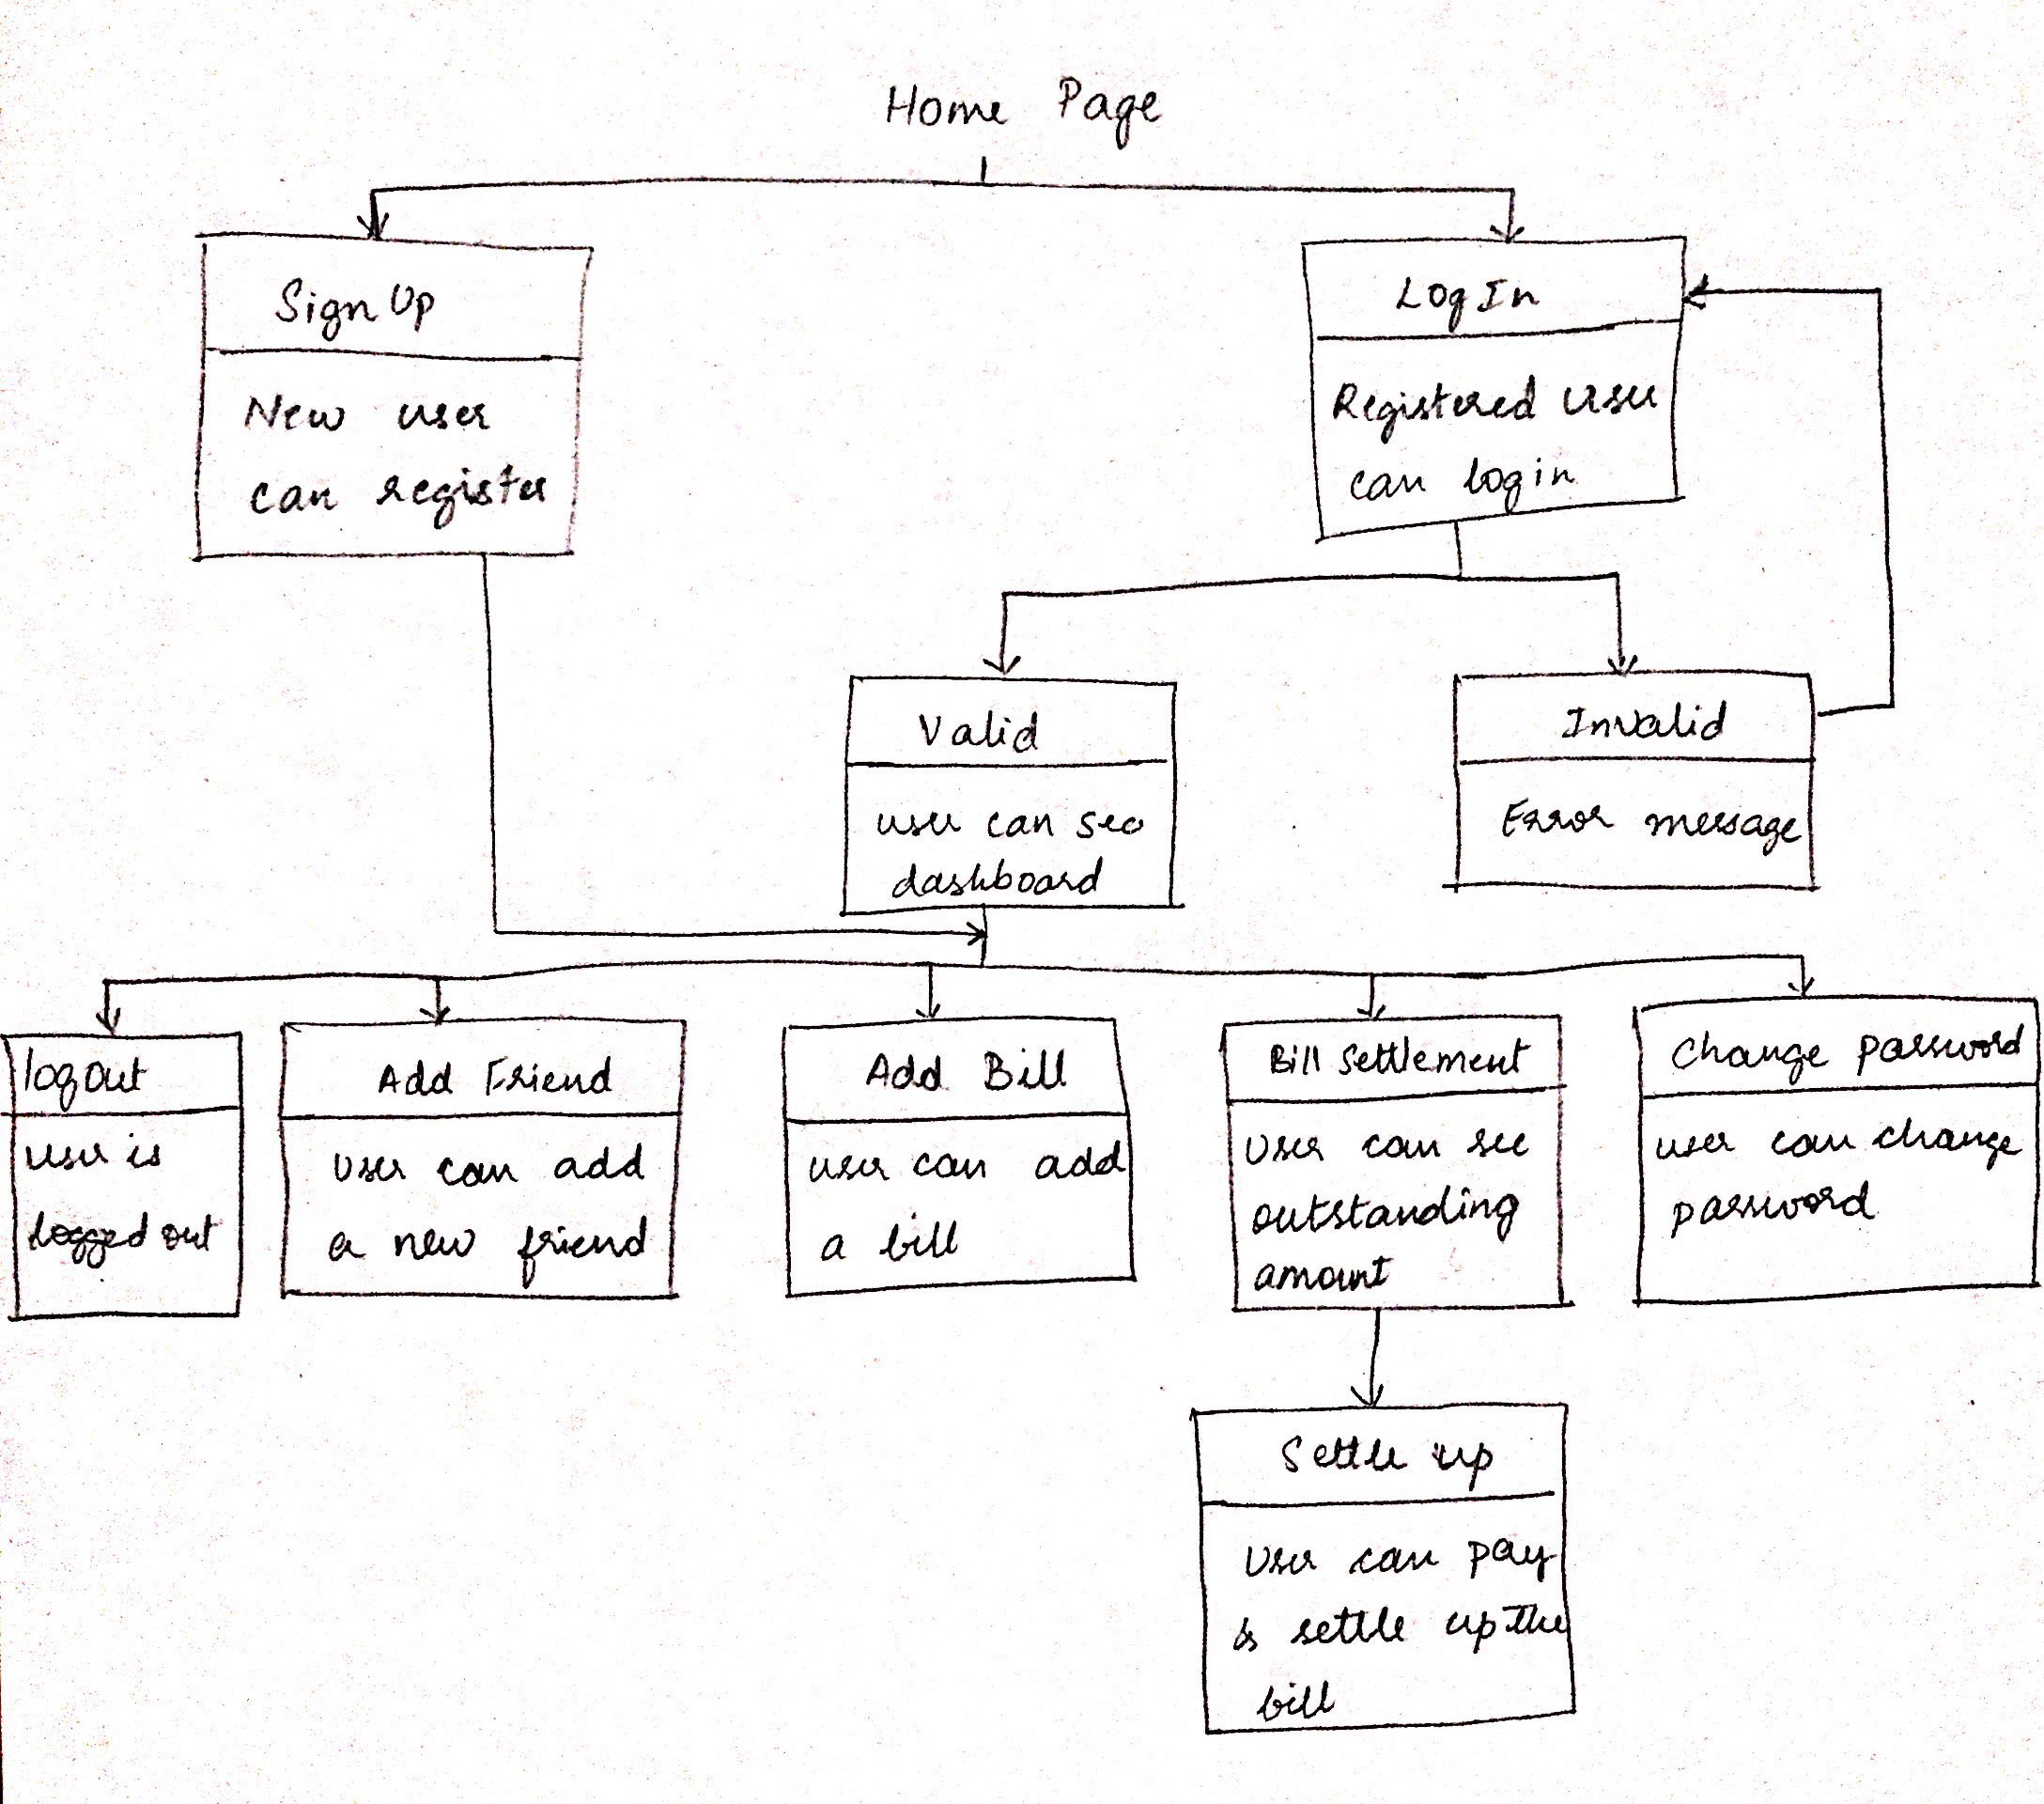 Home Page
Sign Up
New user
can register
Log In
Registered user
can login
Valid
user can see
dashboard
Invalid
Error message
logout
user is
logged out
Add Friend
User can add
a new friend
Add Bill
user can add
a bill
Bill Settlement
User can see
outstanding
amount
Change password
user can change
password
Settle up
User can pay
& settle up the
bill